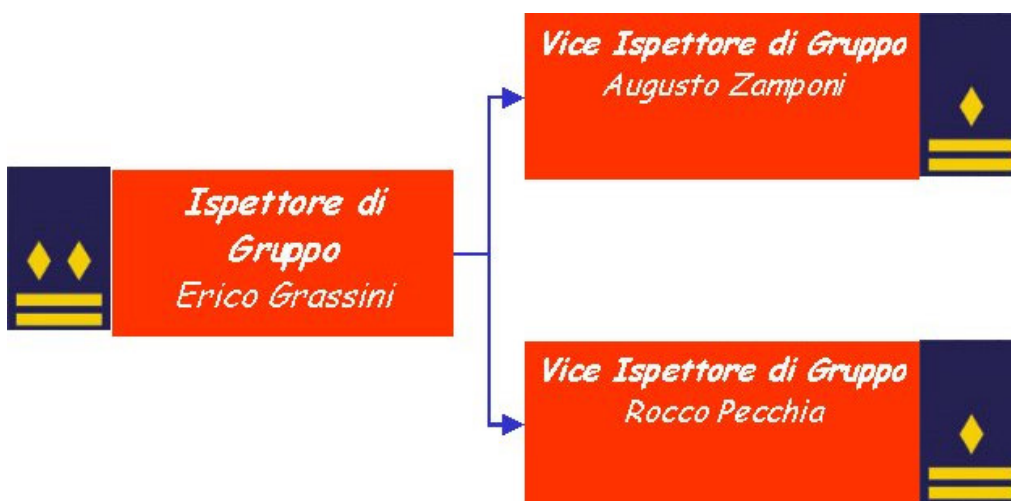 Vice Ispettore di Gruppo
Augusto Zamponi
Ispettore di
Gruppo
Erico Grassini
Vice Ispettore di Gruppo
Rocco Pecchia